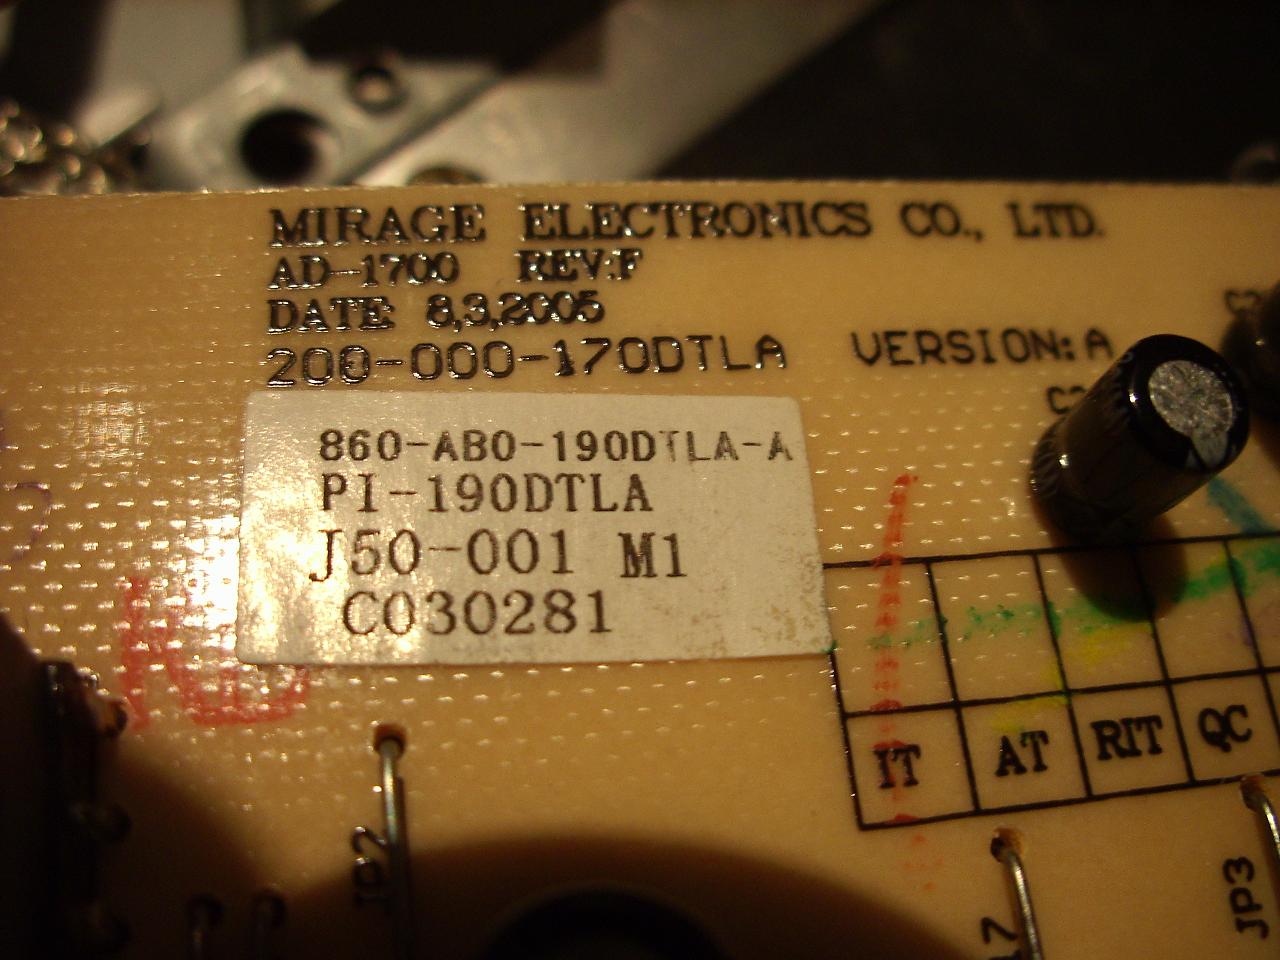 MIRAGE ELECTRONICS CO., LTD.
AD-1700 REV:F
DATE: 8,3,2005
200-000-170DTLA VERSION: A
860-AB0-190DTLA-A
PI-190DTLA
J50-001 M1
C030281
IT AT RIT QC
JP2
JP3